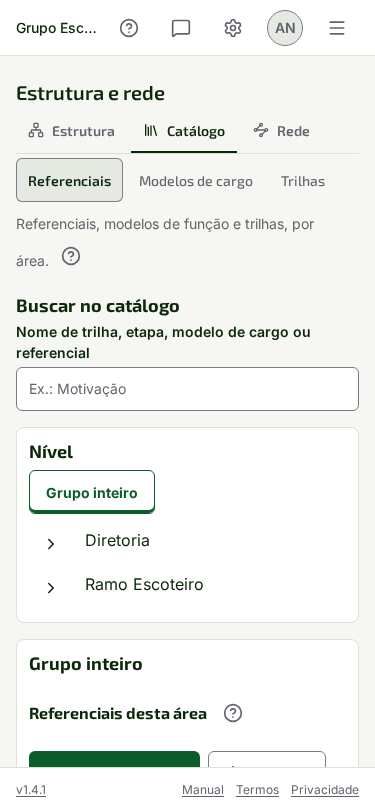 Grupo Esc...
AN
Estrutura e rede
Estrutura
Catálogo
Rede
Referenciais
Modelos de cargo
Trilhas
Referenciais, modelos de função e trilhas, por
área.
Buscar no catálogo
Nome de trilha, etapa, modelo de cargo ou
referencial
Ex.: Motivação
Nível
Grupo inteiro
Diretoria
Ramo Escoteiro
Grupo inteiro
Referenciais desta área
v1.4.1
Manual
Termos
Privacidade